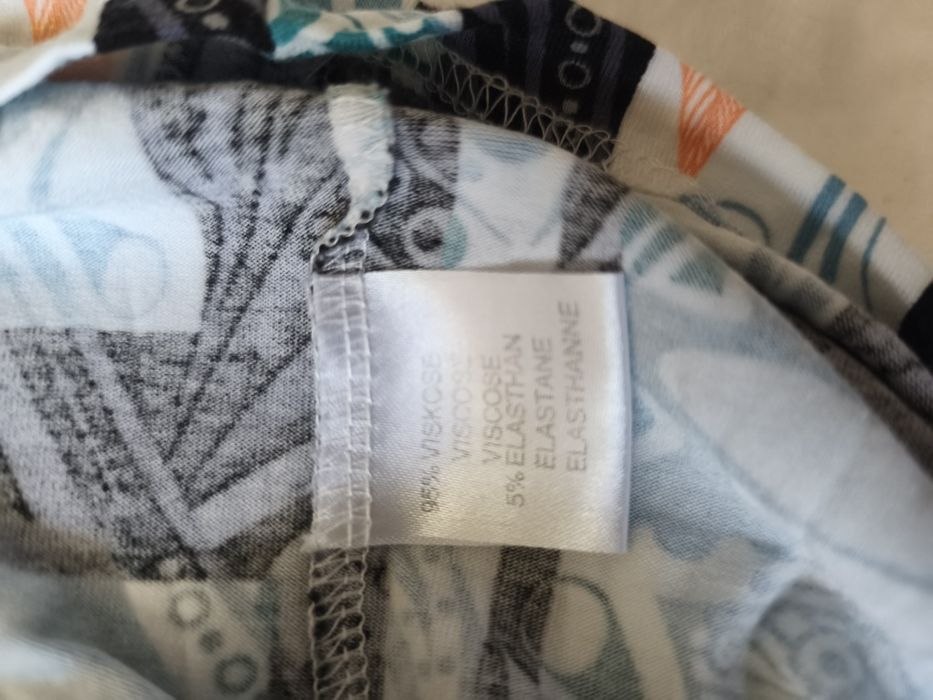 95% VISKOSE
VISCOSE
VISCOSE
5% ELASTHAN
ELASTANE
ELASTHANNE